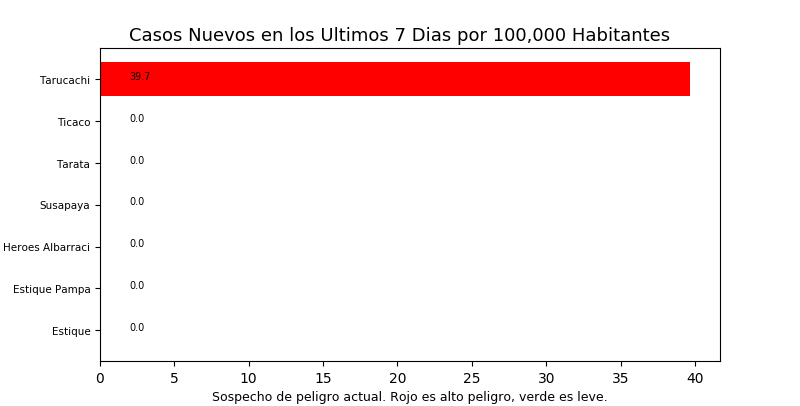 Casos Nuevos en los Ultimos 7 Dias por 100,000 Habitantes
Tarucachi 39.7
Ticaco 0.0
Tarata 0.0
Susapaya 0.0
Heroes Albarraci 0.0
Estique Pampa 0.0
Estique 0.0
0 5 10 15 20 25 30 35 40
Sospecho de peligro actual. Rojo es alto peligro, verde es leve.